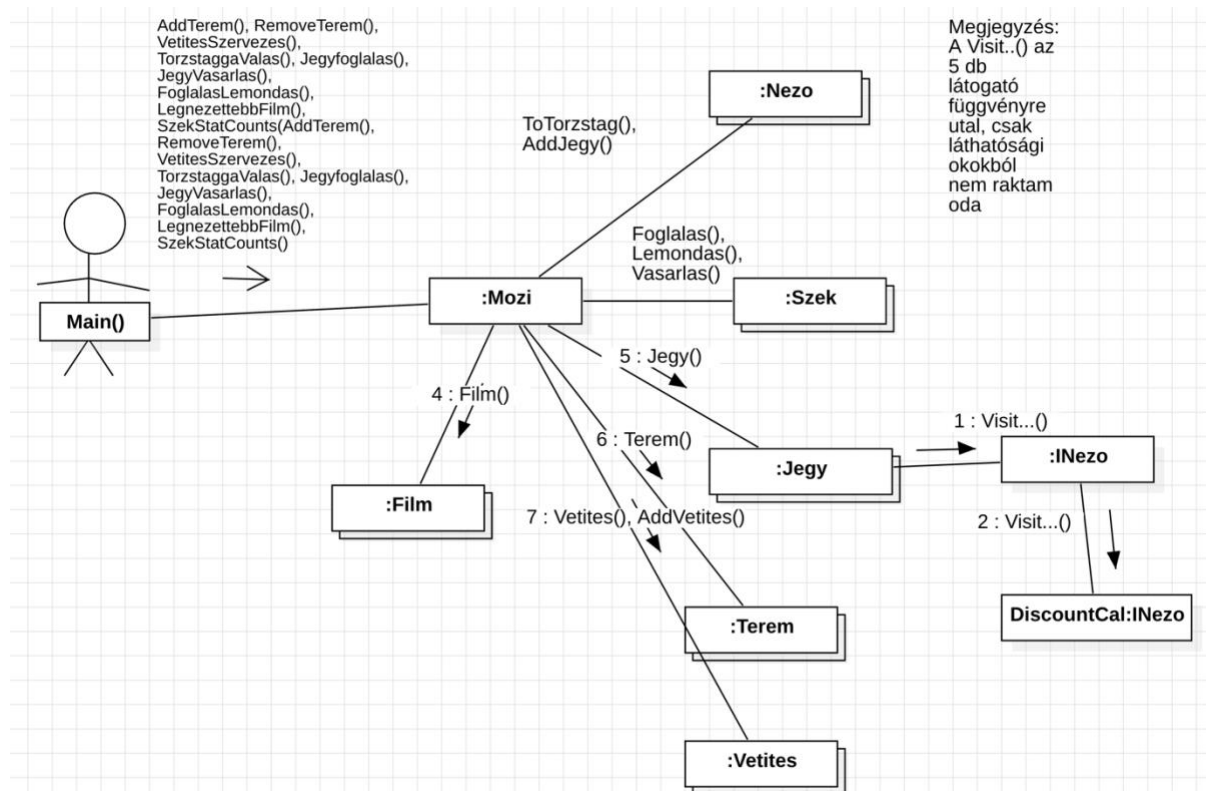 AddTerem(), RemoveTerem(),
VetitesSzervezes(),
TorzstaggaValas(), Jegyfoglalas(),
JegyVasarlas(),
FoglalasLemondas(),
LegnezettebbFilm(),
SzekStatCounts(AddTerem(),
RemoveTerem(),
VetitesSzervezes(),
TorzstaggaValas(), Jegyfoglalas(),
JegyVasarlas(),
FoglalasLemondas(),
LegnezettebbFilm(),
SzekStatCounts()
Megjegyzés:
A Visit..() az
5 db
látogató
függvényre
utal, csak
láthatósági
okokból
nem raktam
oda
:Nezo
ToTorzstag(),
AddJegy()
Foglalas(),
Lemondas(),
Vasarlas()
Main()
:Mozi
:Szek
5 : Jegy()
4 : Film()
6 : Terem()
1 : Visit...()
:Jegy
:INezo
:Film
7 : Vetites(), AddVetites()
2 : Visit...()
:Terem
DiscountCal:INezo
:Vetites